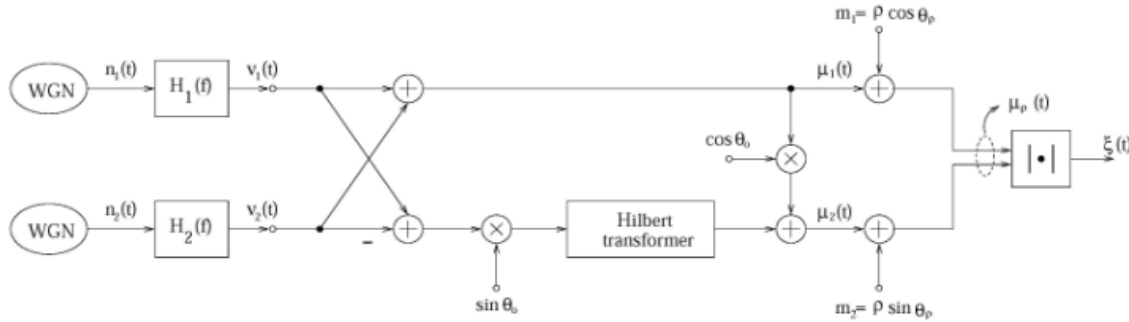 m₁= ρ cos θρ
WGN
n₁(t)
H₁(f)
ν₁(t)
+
μ₁(t)
+
μρ(t)
cos θ₀
×
|•|
ξ(t)
WGN
n₂(t)
H₂(f)
ν₂(t)
−
+
×
Hilbert
transformer
+
μ₂(t)
+
sin θ₀
m₂= ρ sin θρ